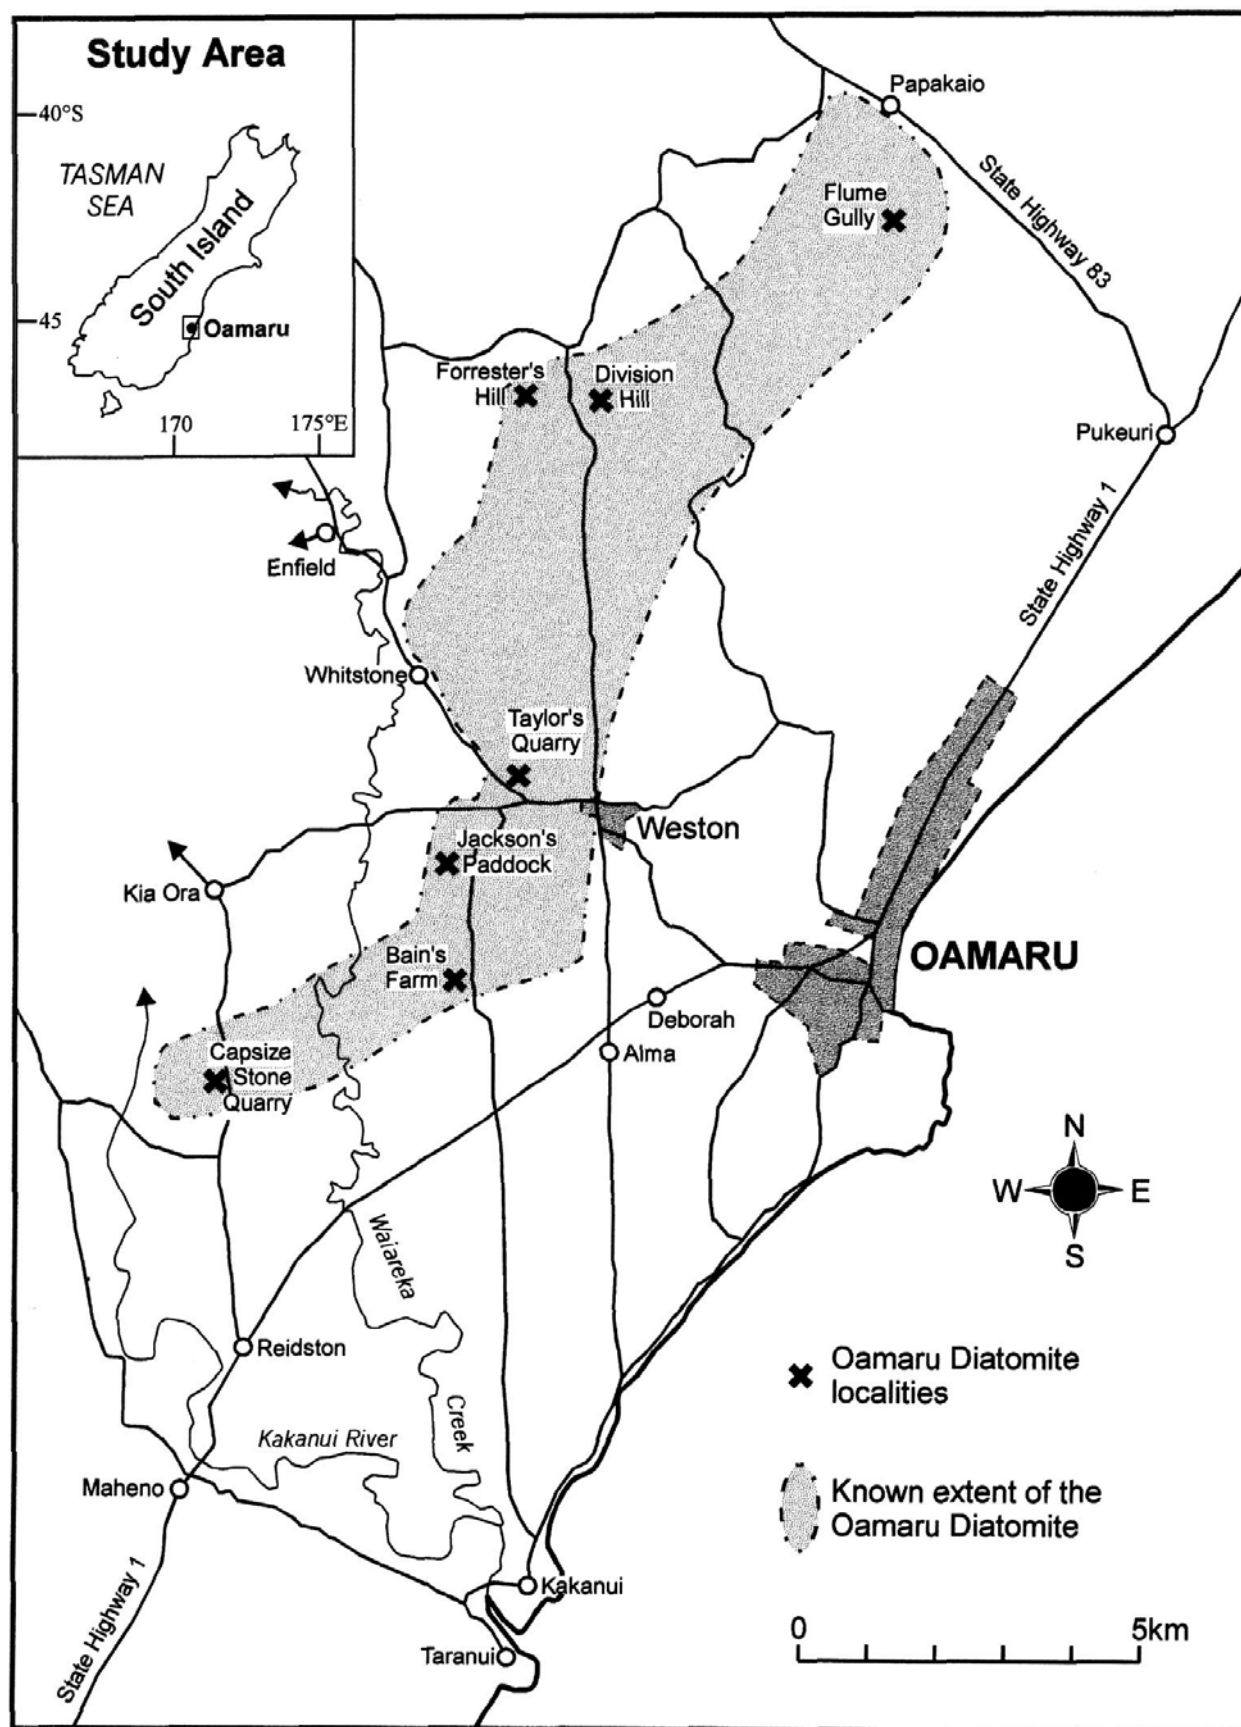 Study Area
40°S
TASMAN
SEA
South Island
45
Oamaru
170
175°E
Papakaio
State Highway 83
Flume
Gully
Forrester's
Hill
Division
Hill
Pukeuri
State Highway 1
Enfield
Whitstone
Taylor's
Quarry
Weston
Jackson's
Paddock
Kia Ora
OAMARU
Bain's
Farm
Deborah
Alma
Capsize
Stone
Quarry
N
W
E
S
Waiareka
Creek
Reidston
Oamaru Diatomite
localities
Kakanui River
Maheno
Known extent of the
Oamaru Diatomite
Kakanui
State Highway 1
Taranui
0
5km